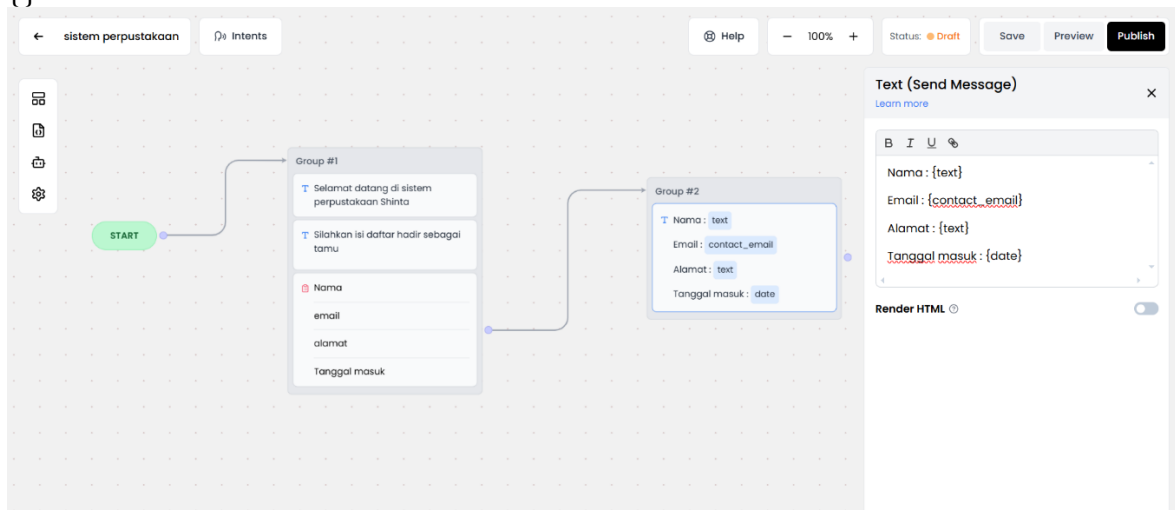 {}
sistem perpustakaan
Intents
Help
100%
Status: Draft
Save
Preview
Publish
Text (Send Message)
Learn more
B I U
Nama : {text}
Email : {contact_email}
Alamat : {text}
Tanggal masuk : {date}
Render HTML
START
Group #1
T Selamat datang di sistem
perpustakaan Shinta
T Silahkan isi daftar hadir sebagai
tamu
Nama
email
alamat
Tanggal masuk
Group #2
T Nama : text
Email : contact_email
Alamat : text
Tanggal masuk : date